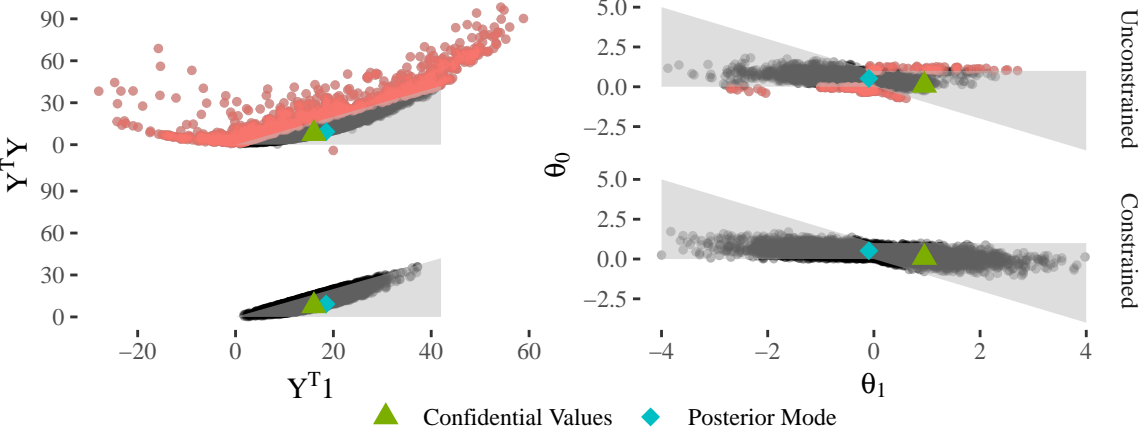 90
60
30
0
90
60
30
0
YᵀY
−20 0 20 40 60
Yᵀ1
5.0
2.5
0.0
−2.5
5.0
2.5
0.0
−2.5
θ₀
−4 −2 0 2 4
θ₁
Unconstrained
Constrained
Confidential Values Posterior Mode